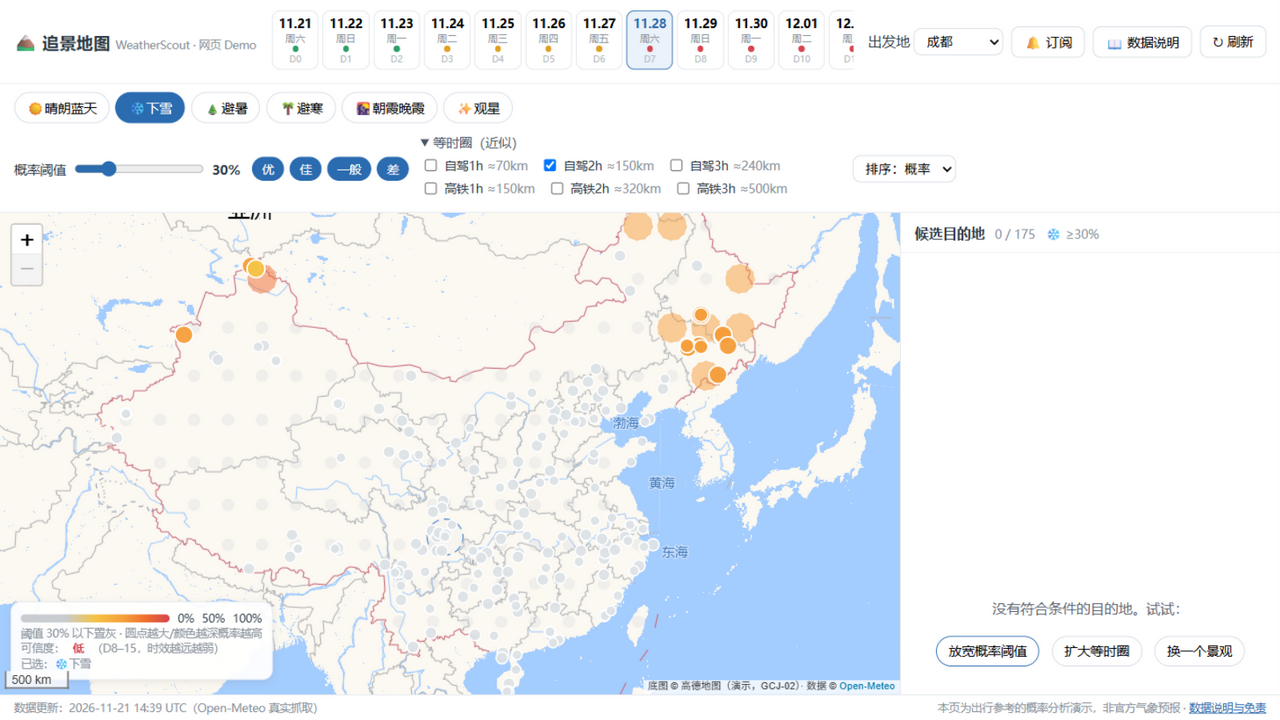 追景地图 WeatherScout · 网页 Demo
11.21 周六 D0
11.22 周日 D1
11.23 周一 D2
11.24 周二 D3
11.25 周三 D4
11.26 周四 D5
11.27 周五 D6
11.28 周六 D7
11.29 周日 D8
11.30 周一 D9
12.01 周二 D10
出发地 成都
🔔 订阅
📖 数据说明
↻ 刷新
晴朗蓝天
❄️下雪
避暑
🌴避寒
朝霞晚霞
✨观星
概率阈值 30% 优 佳 一般 差
▼ 等时圈（近似）
自驾1h ≈70km 自驾2h ≈150km 自驾3h ≈240km
高铁1h ≈150km 高铁2h ≈320km 高铁3h ≈500km
排序：概率
+
−
渤海
黄海
东海
0% 50% 100%
阈值 30% 以下置灰 · 圆点越大/颜色越深概率越高
可信度： 低 （D8–15，时效越远越弱）
已选：❄️下雪
500 km
底图 © 高德地图（演示，GCJ-02）· 数据 © Open-Meteo
候选目的地 0 / 175 ❄️ ≥30%
没有符合条件的目的地。试试：
放宽概率阈值
扩大等时圈
换一个景观
数据更新：2026-11-21 14:39 UTC（Open-Meteo 真实抓取）
本页为出行参考的概率分析演示，非官方气象预报 · 数据说明与免责